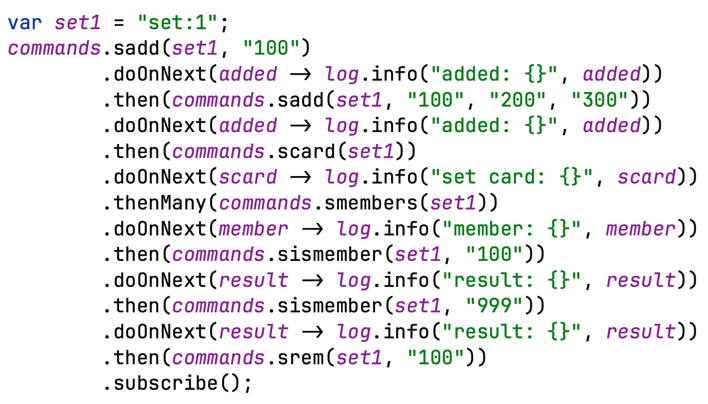 var set1 = "set:1";
commands.sadd(set1, "100")
        .doOnNext(added -> log.info("added: {}", added))
        .then(commands.sadd(set1, "100", "200", "300"))
        .doOnNext(added -> log.info("added: {}", added))
        .then(commands.scard(set1))
        .doOnNext(scard -> log.info("set card: {}", scard))
        .thenMany(commands.smembers(set1))
        .doOnNext(member -> log.info("member: {}", member))
        .then(commands.sismember(set1, "100"))
        .doOnNext(result -> log.info("result: {}", result))
        .then(commands.sismember(set1, "999"))
        .doOnNext(result -> log.info("result: {}", result))
        .then(commands.srem(set1, "100"))
        .subscribe();